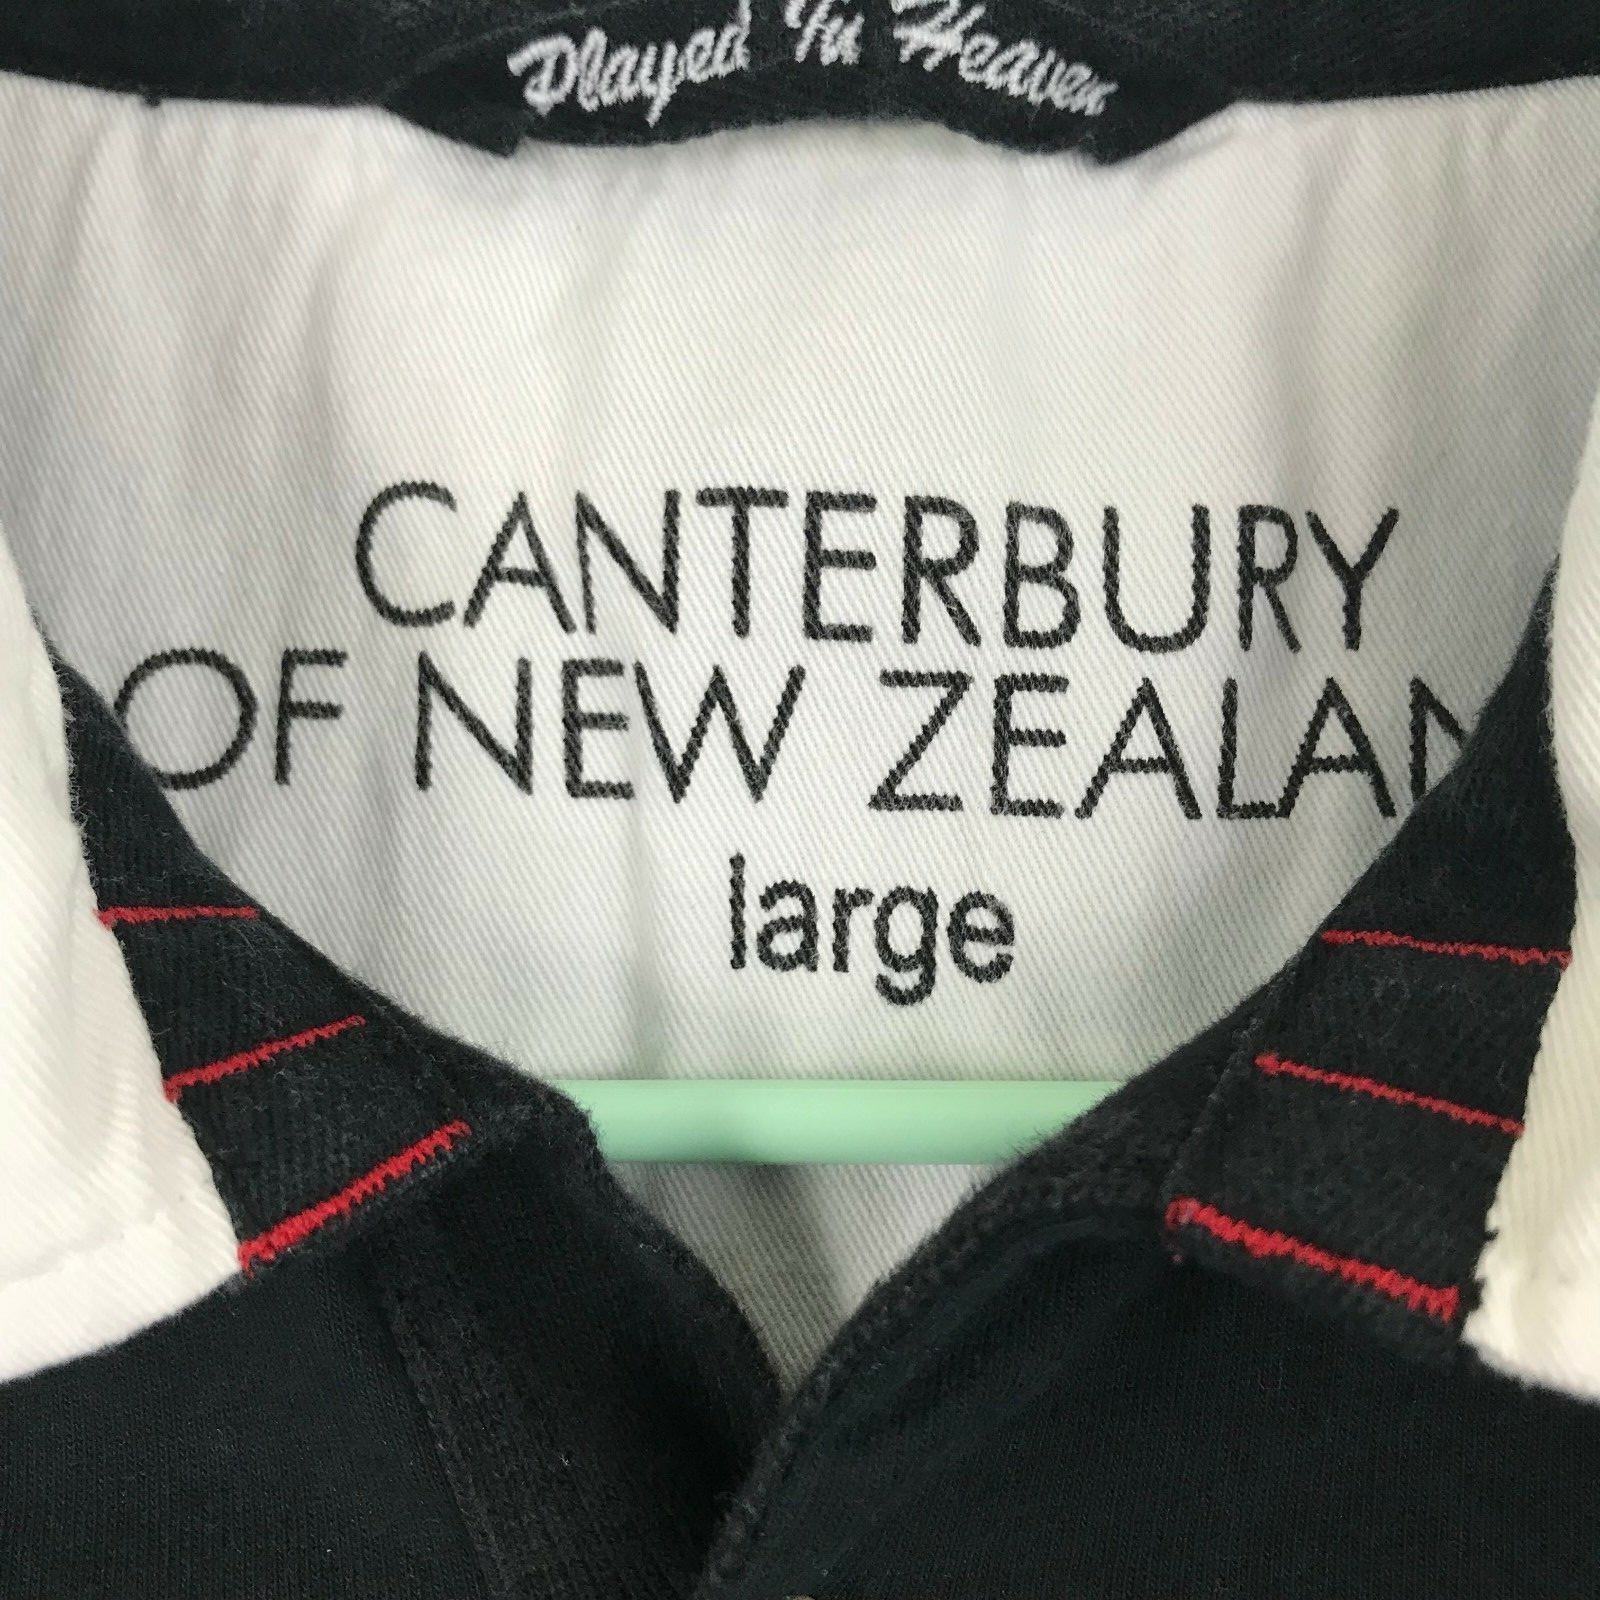 Played In Heaven
CANTERBURY
OF NEW ZEALAN
large